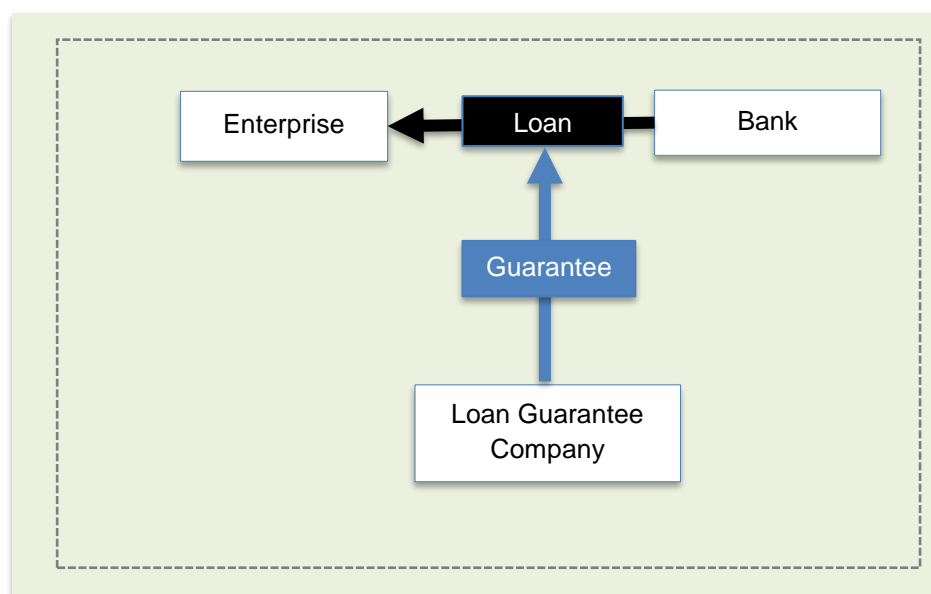 Enterprise
Loan
Bank
Guarantee
Loan Guarantee
Company